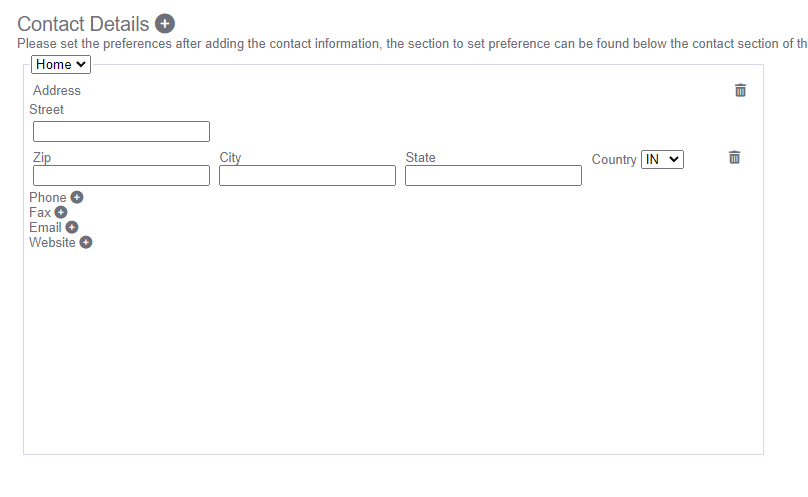 Contact Details
Please set the preferences after adding the contact information, the section to set preference can be found below the contact section of th
Home
Address
Street
Zip City State Country IN
Phone
Fax
Email
Website